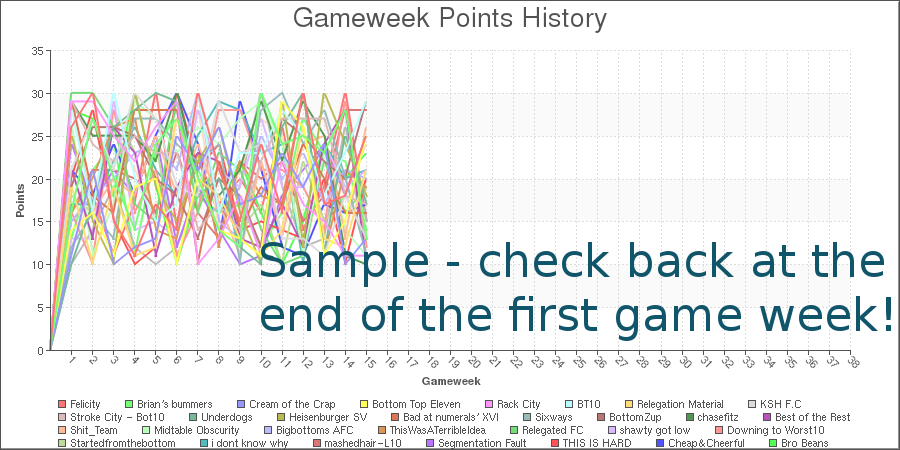 Gameweek Points History
35
30
25
20
15
10
5
0
Points
1 2 3 4 5 6 7 8 9 10 11 12 13 14 15 16 17 18 19 20 21 22 23 24 25 26 27 28 29 30 31 32 33 34 35 36 37 38
Sample - check back at the
end of the first game week!
Gameweek
Felicity Brian's bummers Cream of the Crap Bottom Top Eleven Rack City BT10 Relegation Material KSH F.C
Stroke City - Bot10 Underdogs Heisenburger SV Bad at numerals' XVI Sixways BottomZup chasefitz Best of the Rest
Shit_Team Midtable Obscurity Bigbottoms AFC ThisWasATerribleIdea Relegated FC shawty got low Downing to Worst10
Startedfromthebottom i dont know why mashedhair-L10 Segmentation Fault THIS IS HARD Cheap&Cheerful Bro Beans